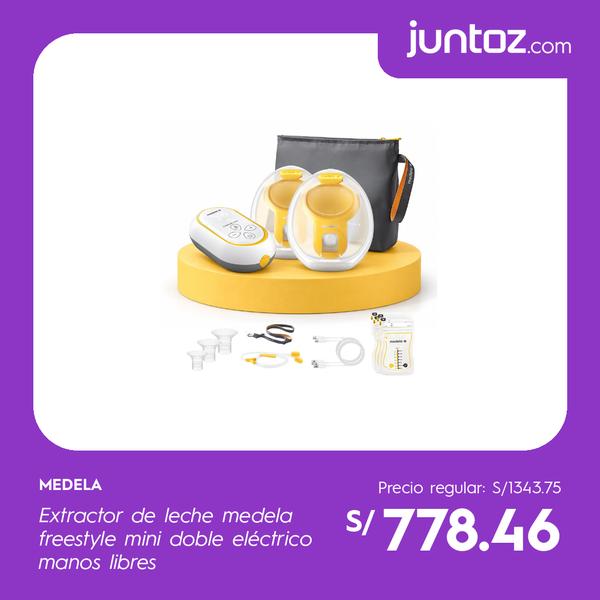 juntoz.com
MEDELA
Extractor de leche medela
freestyle mini doble eléctrico
manos libres
Precio regular: S/1343.75
S/ 778.46